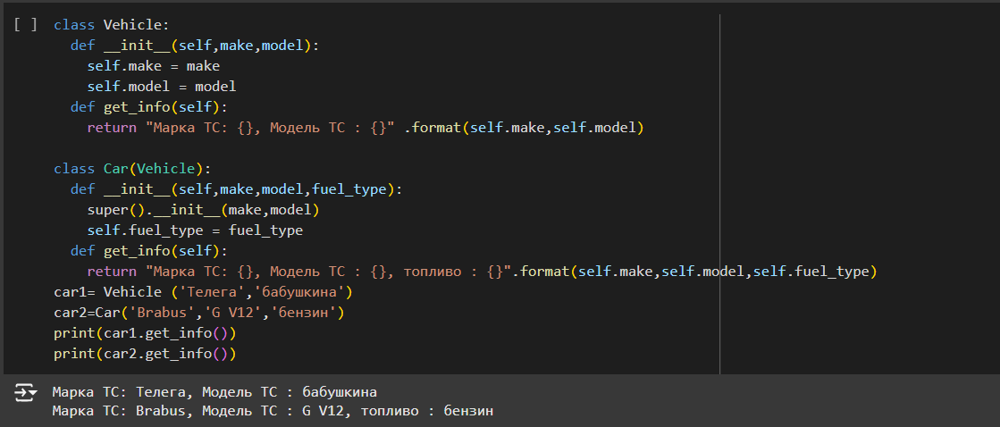 [ ] class Vehicle:
def __init__(self,make,model):
self.make = make
self.model = model
def get_info(self):
return "Марка ТС: {}, Модель ТС : {}" .format(self.make,self.model)
class Car(Vehicle):
def __init__(self,make,model,fuel_type):
super().__init__(make,model)
self.fuel_type = fuel_type
def get_info(self):
return "Марка ТС: {}, Модель ТС : {}, топливо : {}".format(self.make,self.model,self.fuel_type)
car1= Vehicle ('Телега','бабушкина')
car2=Car('Brabus','G V12','бензин')
print(car1.get_info())
print(car2.get_info())
Марка ТС: Телега, Модель ТС : бабушкина
Марка ТС: Brabus, Модель ТС : G V12, топливо : бензин